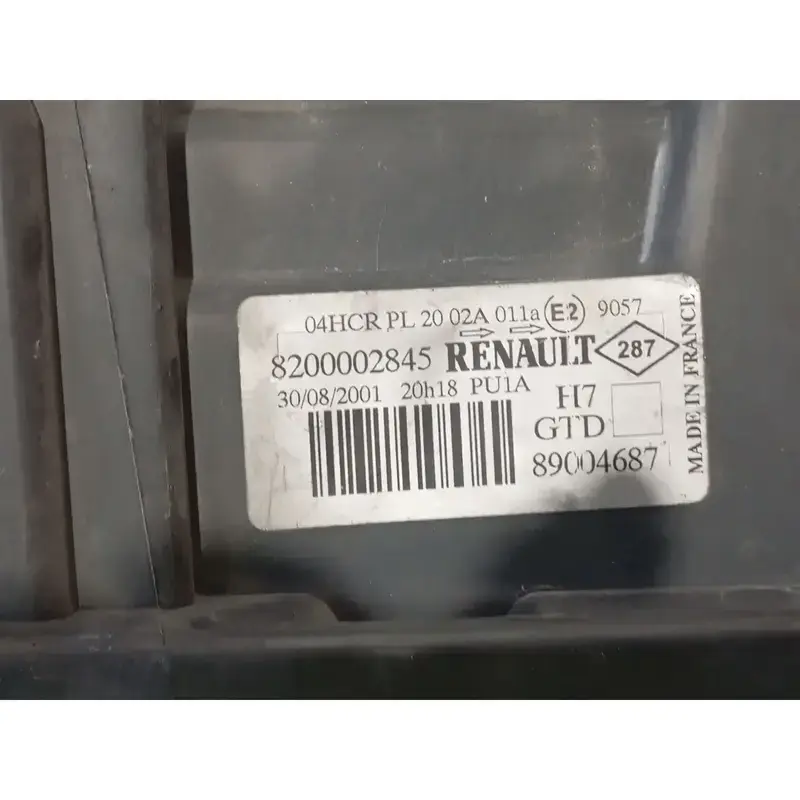 04HCR PL 20 02A 011a E2 9057
8200002845 RENAULT 287
30/08/2001 20h18 PU1A H7
GTD
89004687
MADE IN FRANCE